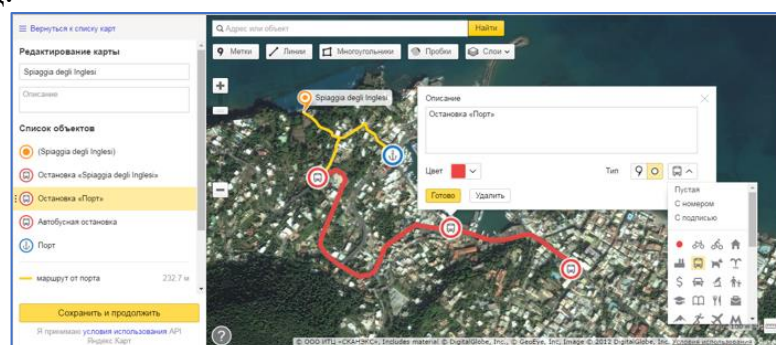 Вернуться к списку карт
Редактирование карты
Spiaggia degli Inglesi
Описание
Список объектов
(Spiaggia degli Inglesi)
Остановка «Spiaggia degli Inglesi»
Остановка «Порт»
Автобусная остановка
Порт
маршрут от порта 232.7 м
Сохранить и продолжить
Я принимаю условия использования API
Яндекс.Карт
Адрес или объект
Найти
Метки Линии Многоугольники Пробки Слои
Spiaggia degli Inglesi
Описание
Остановка «Порт»
Цвет
Тип
Готово Удалить
Пустая
С номером
С подписью
© ООО ИТЦ «СКАНЭКС», Includes material © DigitalGlobe, Inc., © GeoEye, Inc, Image © 2012 DigitalGlobe, Inc. Условия использования